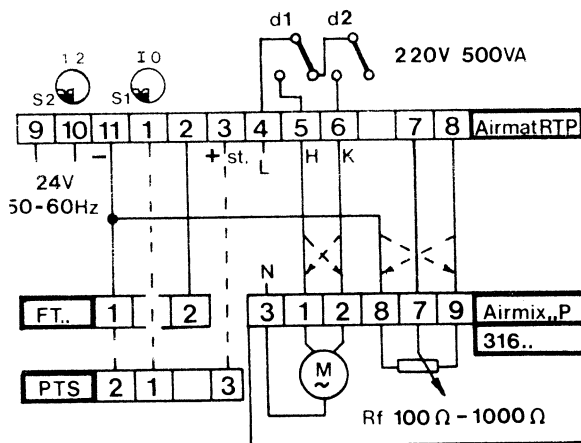 d1 d2
1 2 I 0 220V 500VA
S2 S1
9 10 11 1 2 3 4 5 6 7 8 AirmatRTP
− + st. L H K
24V
50-60Hz
N
FT.. 1 2 3 1 2 8 7 9 Airmix,,P
316..
PTS 2 1 3 M
~
Rf 100Ω-1000Ω